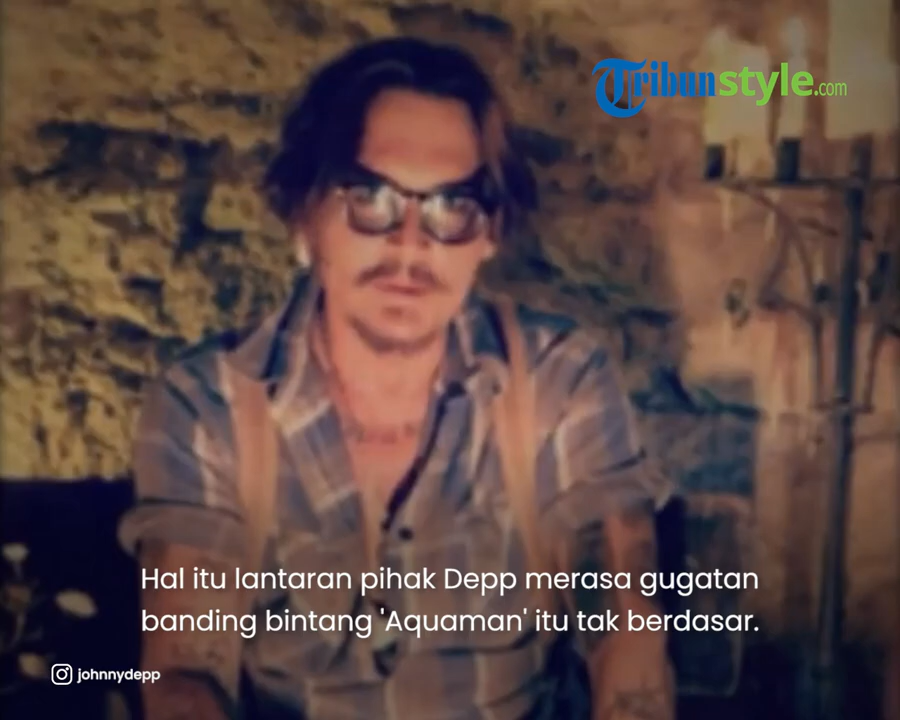 Tribunstyle.com
Hal itu lantaran pihak Depp merasa gugatan
banding bintang 'Aquaman' itu tak berdasar.
johnnydepp